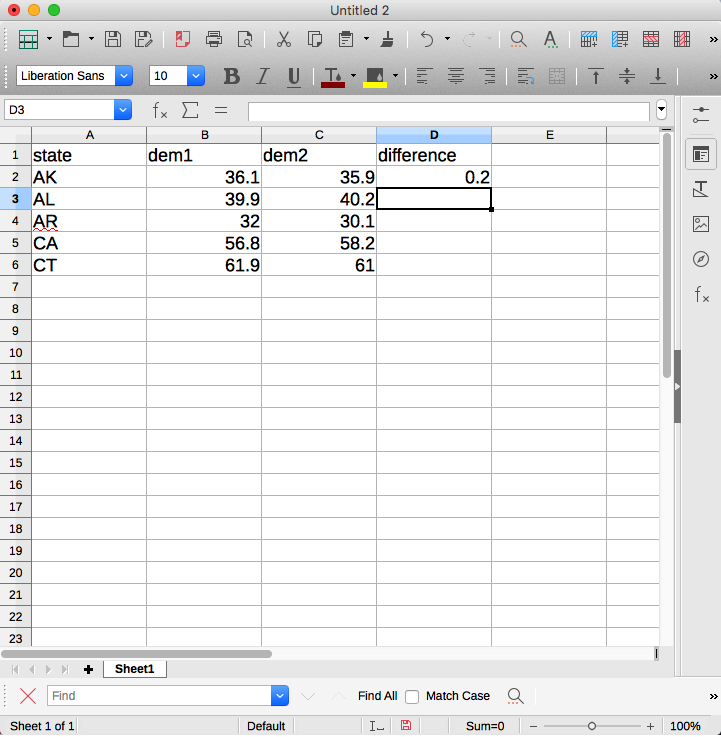 Untitled 2
Liberation Sans 10 B I U T
D3 fx Σ =
A B C D E
1 state dem1 dem2 difference
2 AK 36.1 35.9 0.2
3 AL 39.9 40.2
4 AR 32 30.1
5 CA 56.8 58.2
6 CT 61.9 61
7
8
9
10
11
12
13
14
15
16
17
18
19
20
21
22
23
Sheet1
Find Find All Match Case
Sheet 1 of 1 Default Sum=0 100%